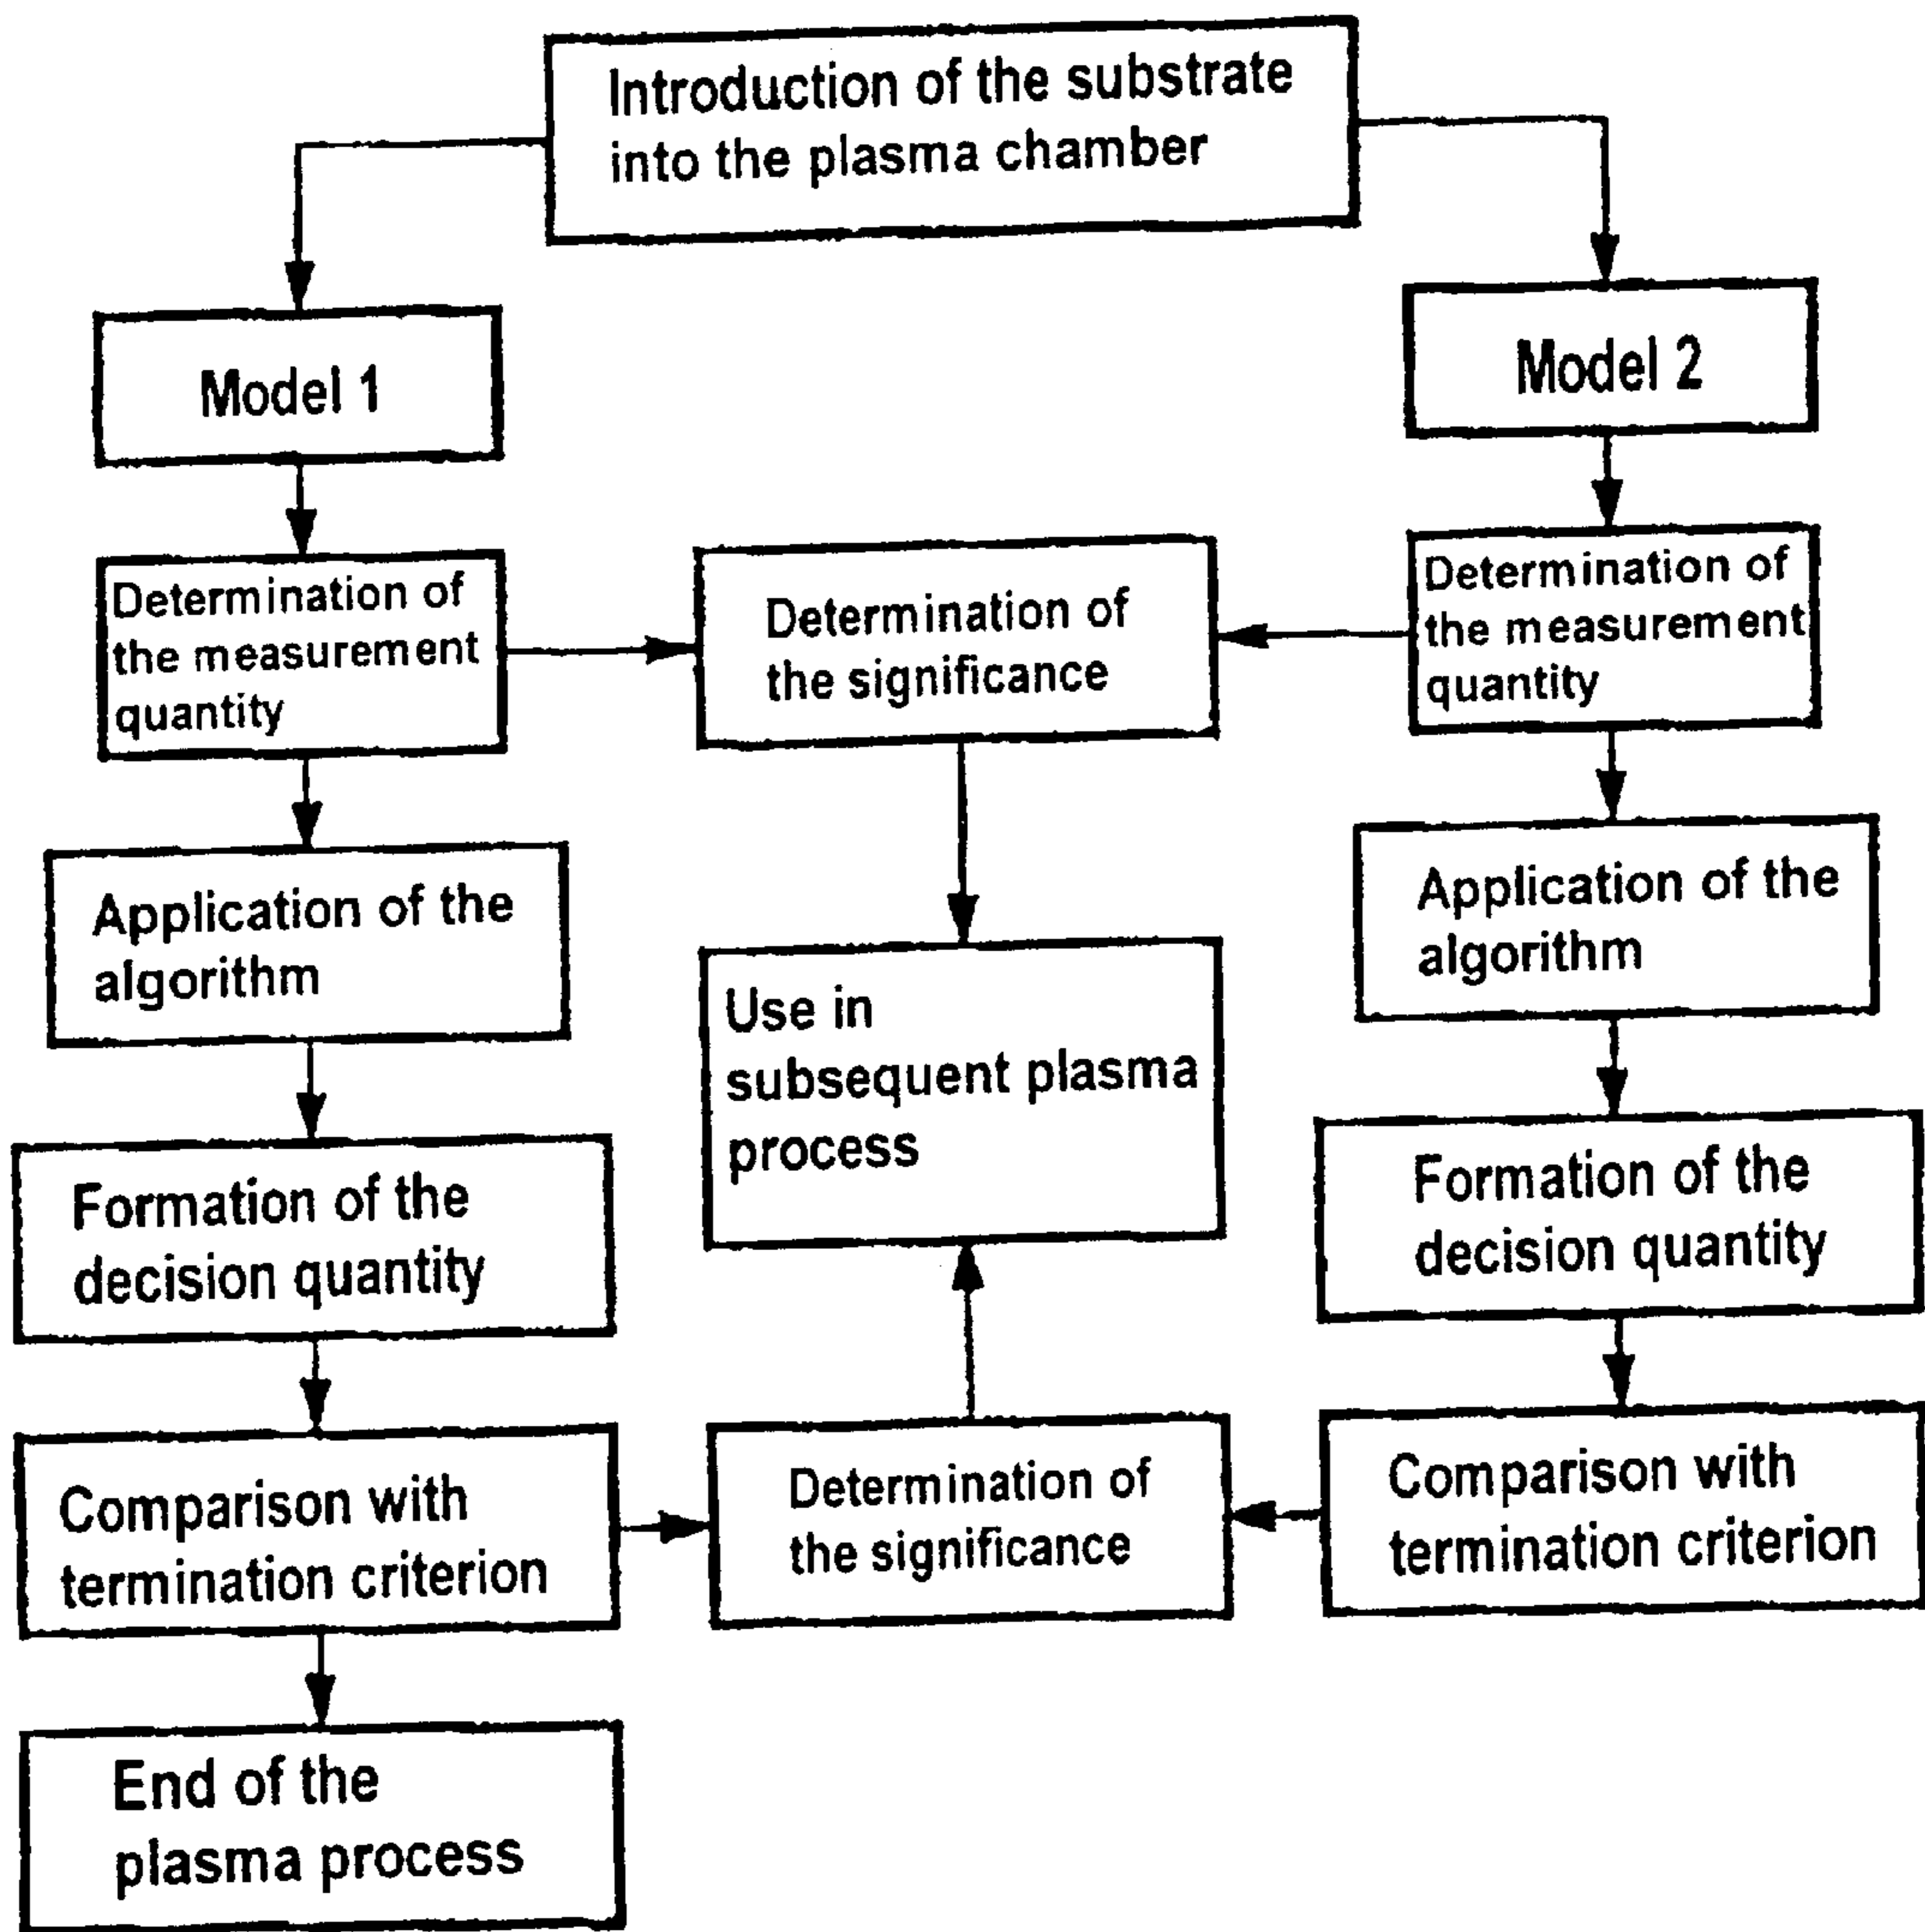 Introduction of the substrate
into the plasma chamber
Model 1
Model 2
Determination of
the measurement
quantity
Determination of
the significance
Determination of
the measurement
quantity
Application of the
algorithm
Application of the
algorithm
Use in
subsequent plasma
process
Formation of the
decision quantity
Formation of the
decision quantity
Comparison with
termination criterion
Determination of
the significance
Comparison with
termination criterion
End of the
plasma process